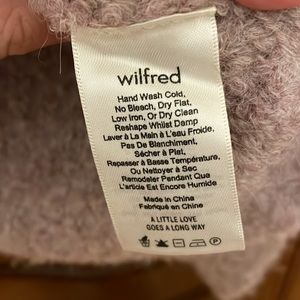 wilfred
Hand Wash Cold,
No Bleach, Dry Flat,
Low Iron, Or Dry Clean
Reshape Whilst Damp
Laver à La Main à L'eau Froide,
Pas De Blanchiment,
Sécher à Plat,
Repasser à Basse Température,
Ou Nettoyer à Sec
Remodeler Pendant Que
L'article Est Encore Humide
Made in China
Fabriqué en Chine
A LITTLE LOVE
GOES A LONG WAY